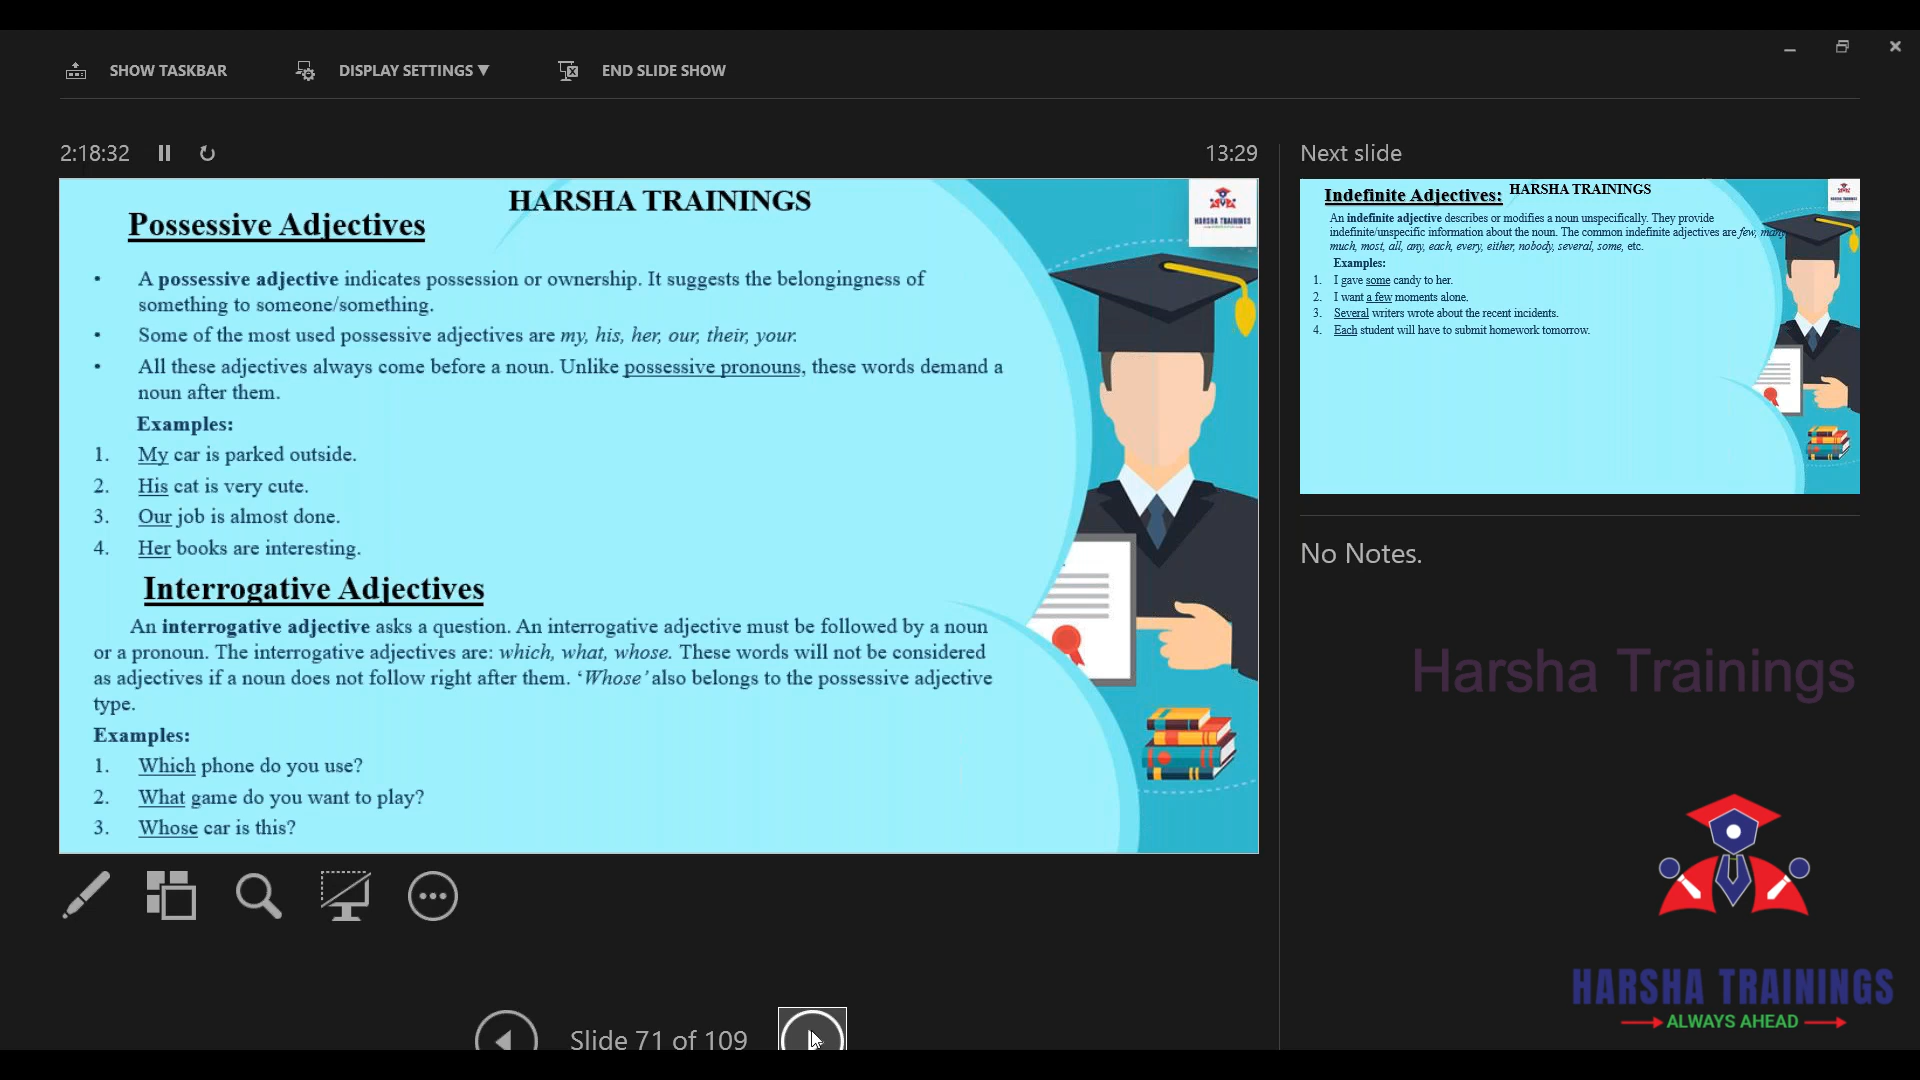 SHOW TASKBAR
DISPLAY SETTINGS ▼
END SLIDE SHOW
2:18:32
13:29
HARSHA TRAININGS
Possessive Adjectives
HARSHA TRAININGS
• A possessive adjective indicates possession or ownership. It suggests the belongingness of
something to someone/something.
• Some of the most used possessive adjectives are my, his, her, our, their, your.
• All these adjectives always come before a noun. Unlike possessive pronouns, these words demand a
noun after them.
Examples:
1. My car is parked outside.
2. His cat is very cute.
3. Our job is almost done.
4. Her books are interesting.
Interrogative Adjectives
An interrogative adjective asks a question. An interrogative adjective must be followed by a noun
or a pronoun. The interrogative adjectives are: which, what, whose. These words will not be considered
as adjectives if a noun does not follow right after them. ‘Whose’ also belongs to the possessive adjective
type.
Examples:
1. Which phone do you use?
2. What game do you want to play?
3. Whose car is this?
Slide 71 of 109
Next slide
Indefinite Adjectives: HARSHA TRAININGS
HARSHA TRAININGS
An indefinite adjective describes or modifies a noun unspecifically. They provide
indefinite/unspecific information about the noun. The common indefinite adjectives are few, many,
much, most, all, any, each, every, either, nobody, several, some, etc.
Examples:
1. I gave some candy to her.
2. I want a few moments alone.
3. Several writers wrote about the recent incidents.
4. Each student will have to submit homework tomorrow.
No Notes.
Harsha Trainings
HARSHA TRAININGS
ALWAYS AHEAD